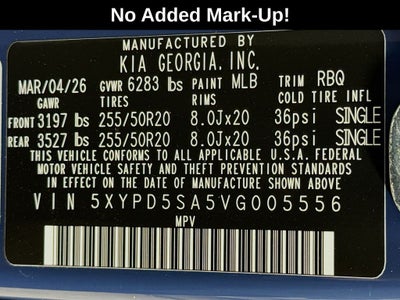 No Added Mark-Up!
MANUFACTURED BY
KIA GEORGIA. INC.
MAR/04/26 GVWR 6283 lbs PAINT MLB TRIM RBQ
GAWR TIRES RIMS COLD TIRE INFL
FRONT 3197 lbs 255/50R20 8.0Jx20 36psi SINGLE
REAR 3527 lbs 255/50R20 8.0Jx20 36psi SINGLE
THIS VEHICLE CONFORMS TO ALL APPLICABLE U.S.A. FEDERAL
MOTOR VEHICLE SAFETY AND THEFT PREVENTION STANDARDS
IN EFFECT ON THE DATE OF MANUFACTURE SHOWN ABOVE.
VIN 5XYPD5SA5VG005556
MPV